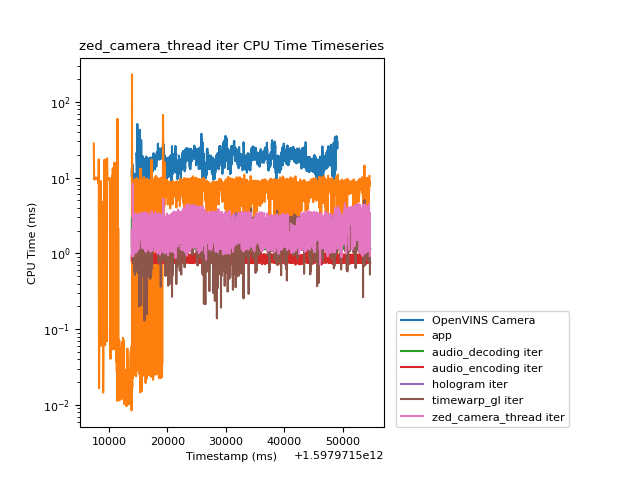 zed_camera_thread iter CPU Time Timeseries
CPU Time (ms)
10²
10¹
10⁰
10⁻¹
10⁻²
10000 20000 30000 40000 50000
Timestamp (ms)
+1.5979715e12
OpenVINS Camera
app
audio_decoding iter
audio_encoding iter
hologram iter
timewarp_gl iter
zed_camera_thread iter